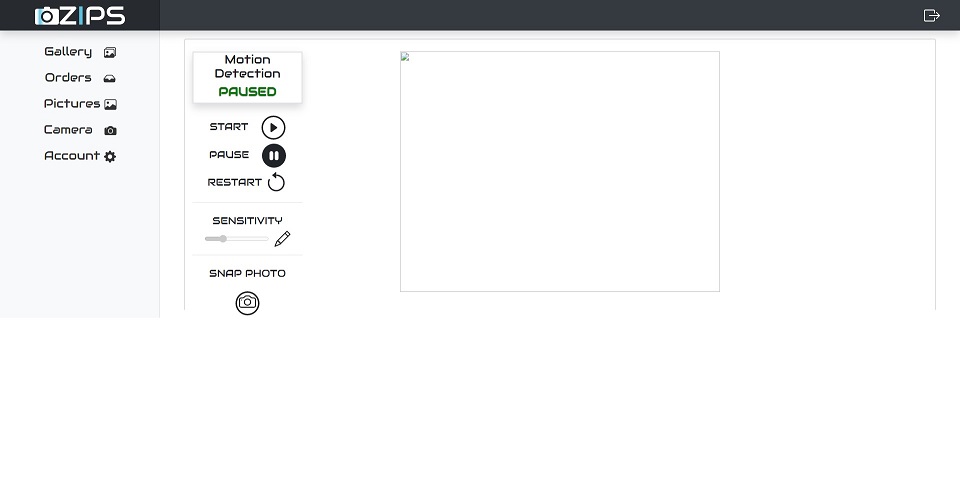 ZIPS
Gallery
Orders
Pictures
Camera
Account
Motion
Detection
PAUSED
START
PAUSE
RESTART
SENSITIVITY
SNAP PHOTO